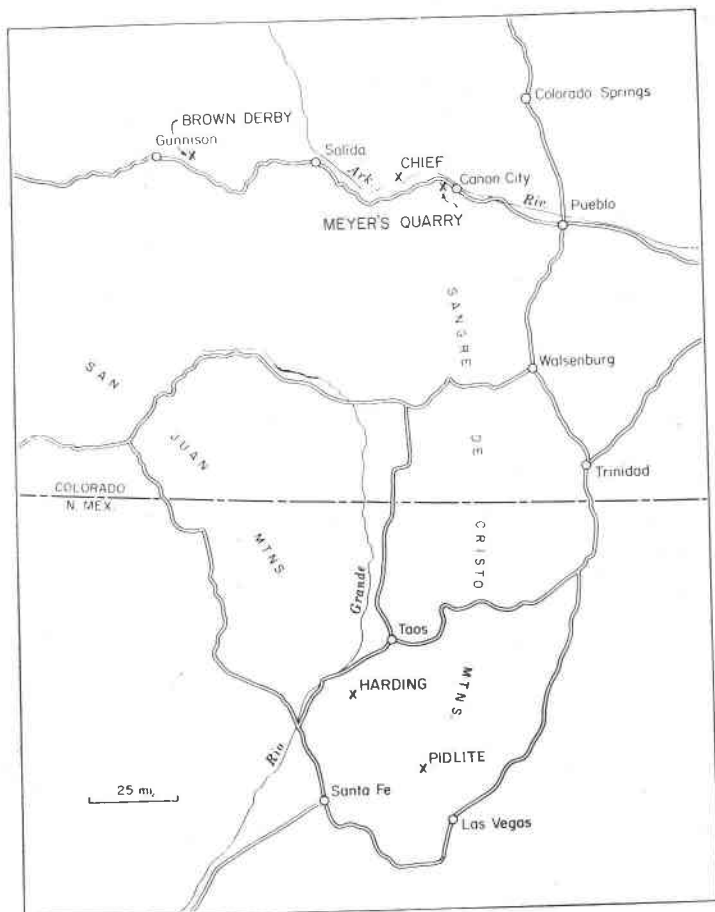 Colorado Springs
BROWN DERBY
Gunnison
Salida
CHIEF
Ark.
Canon City
River
MEYER'S QUARRY
Pueblo
SANGRE
Walsenburg
SAN
JUAN
DE
Trinidad
COLORADO
N. MEX.
MTNS
CRISTO
Grande
Taos
HARDING
MTNS.
PIDLITE
Rio
25 mi.
Santa Fe
Las Vegas